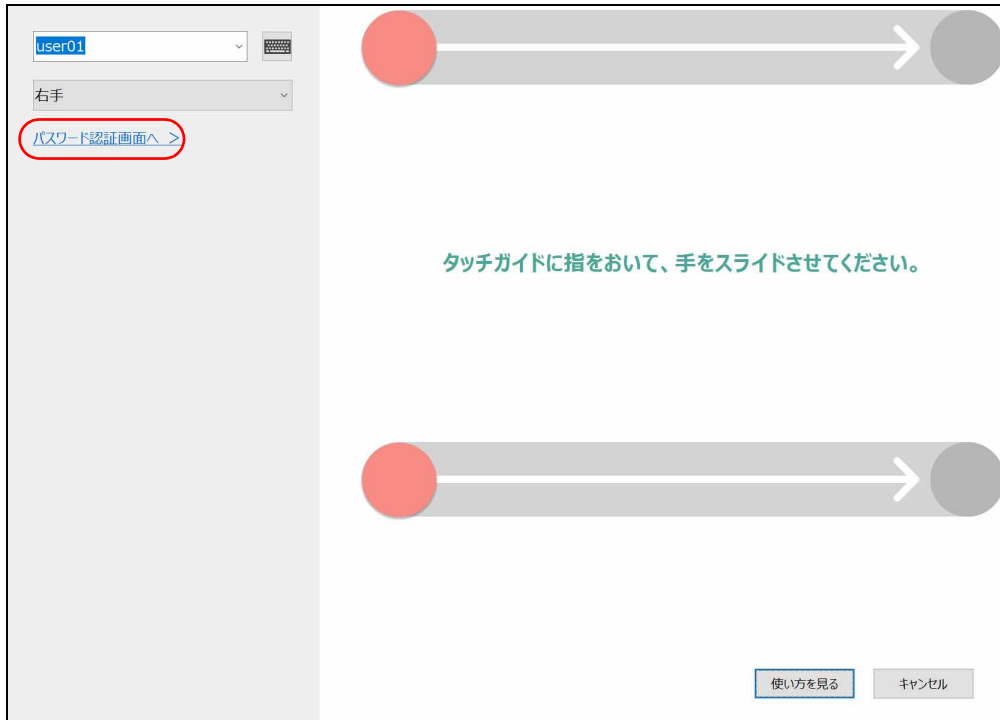 user01
右手
パスワード認証画面へ ＞
タッチガイドに指をおいて、手をスライドさせてください。
使い方を見る
キャンセル